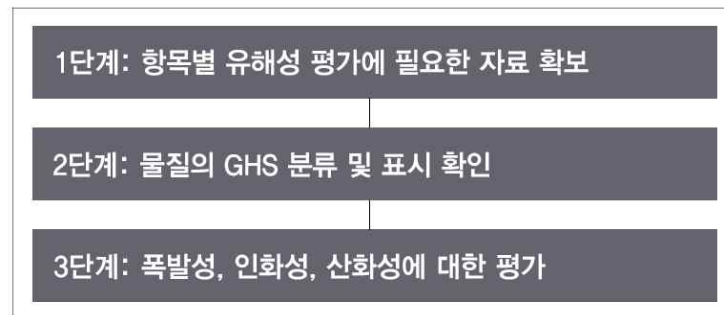 1단계: 항목별 유해성 평가에 필요한 자료 확보
2단계: 물질의 GHS 분류 및 표시 확인
3단계: 폭발성, 인화성, 산화성에 대한 평가